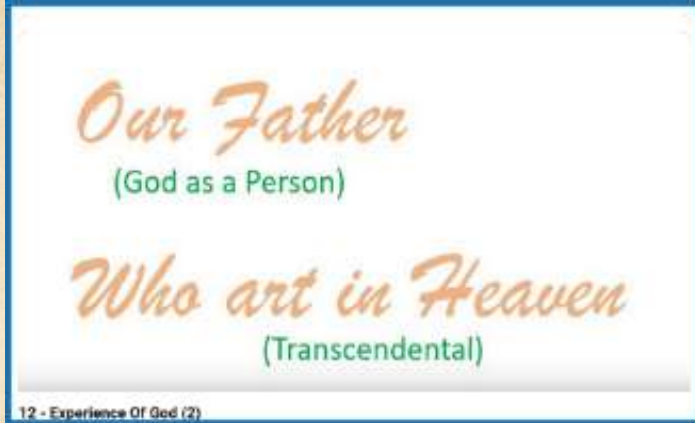 Our Father
(God as a Person)
Who art in Heaven
(Transcendental)
12 - Experience Of God (2)